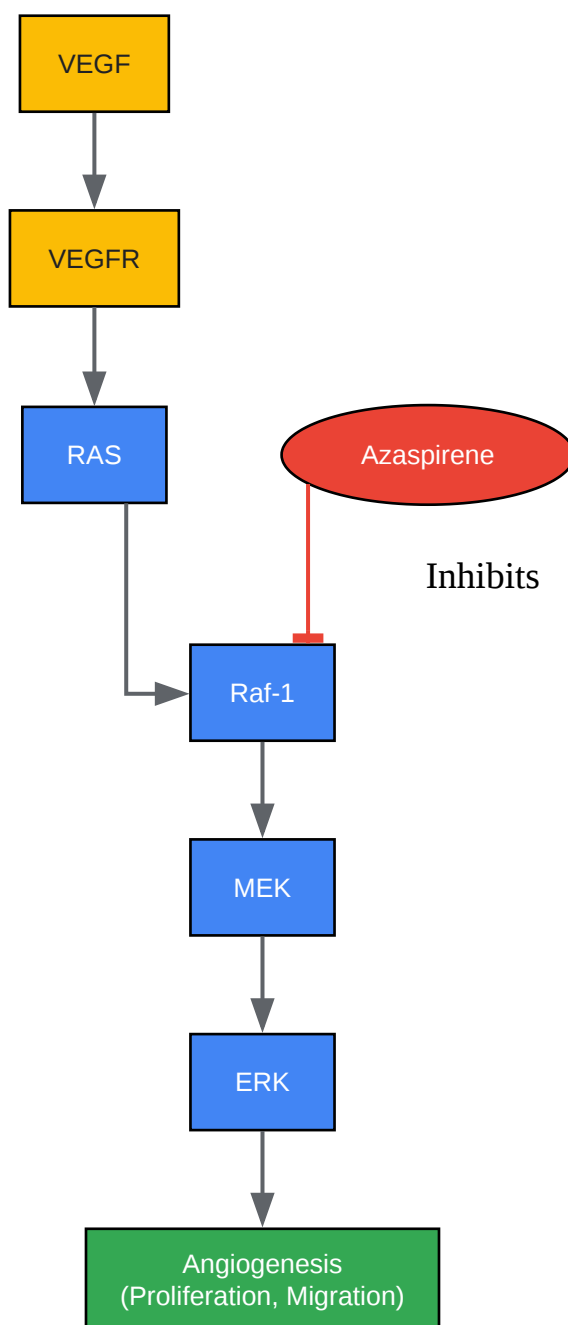 VEGF
VEGFR
RAS
Azaspirene
Inhibits
Raf-1
MEK
ERK
Angiogenesis
(Proliferation, Migration)